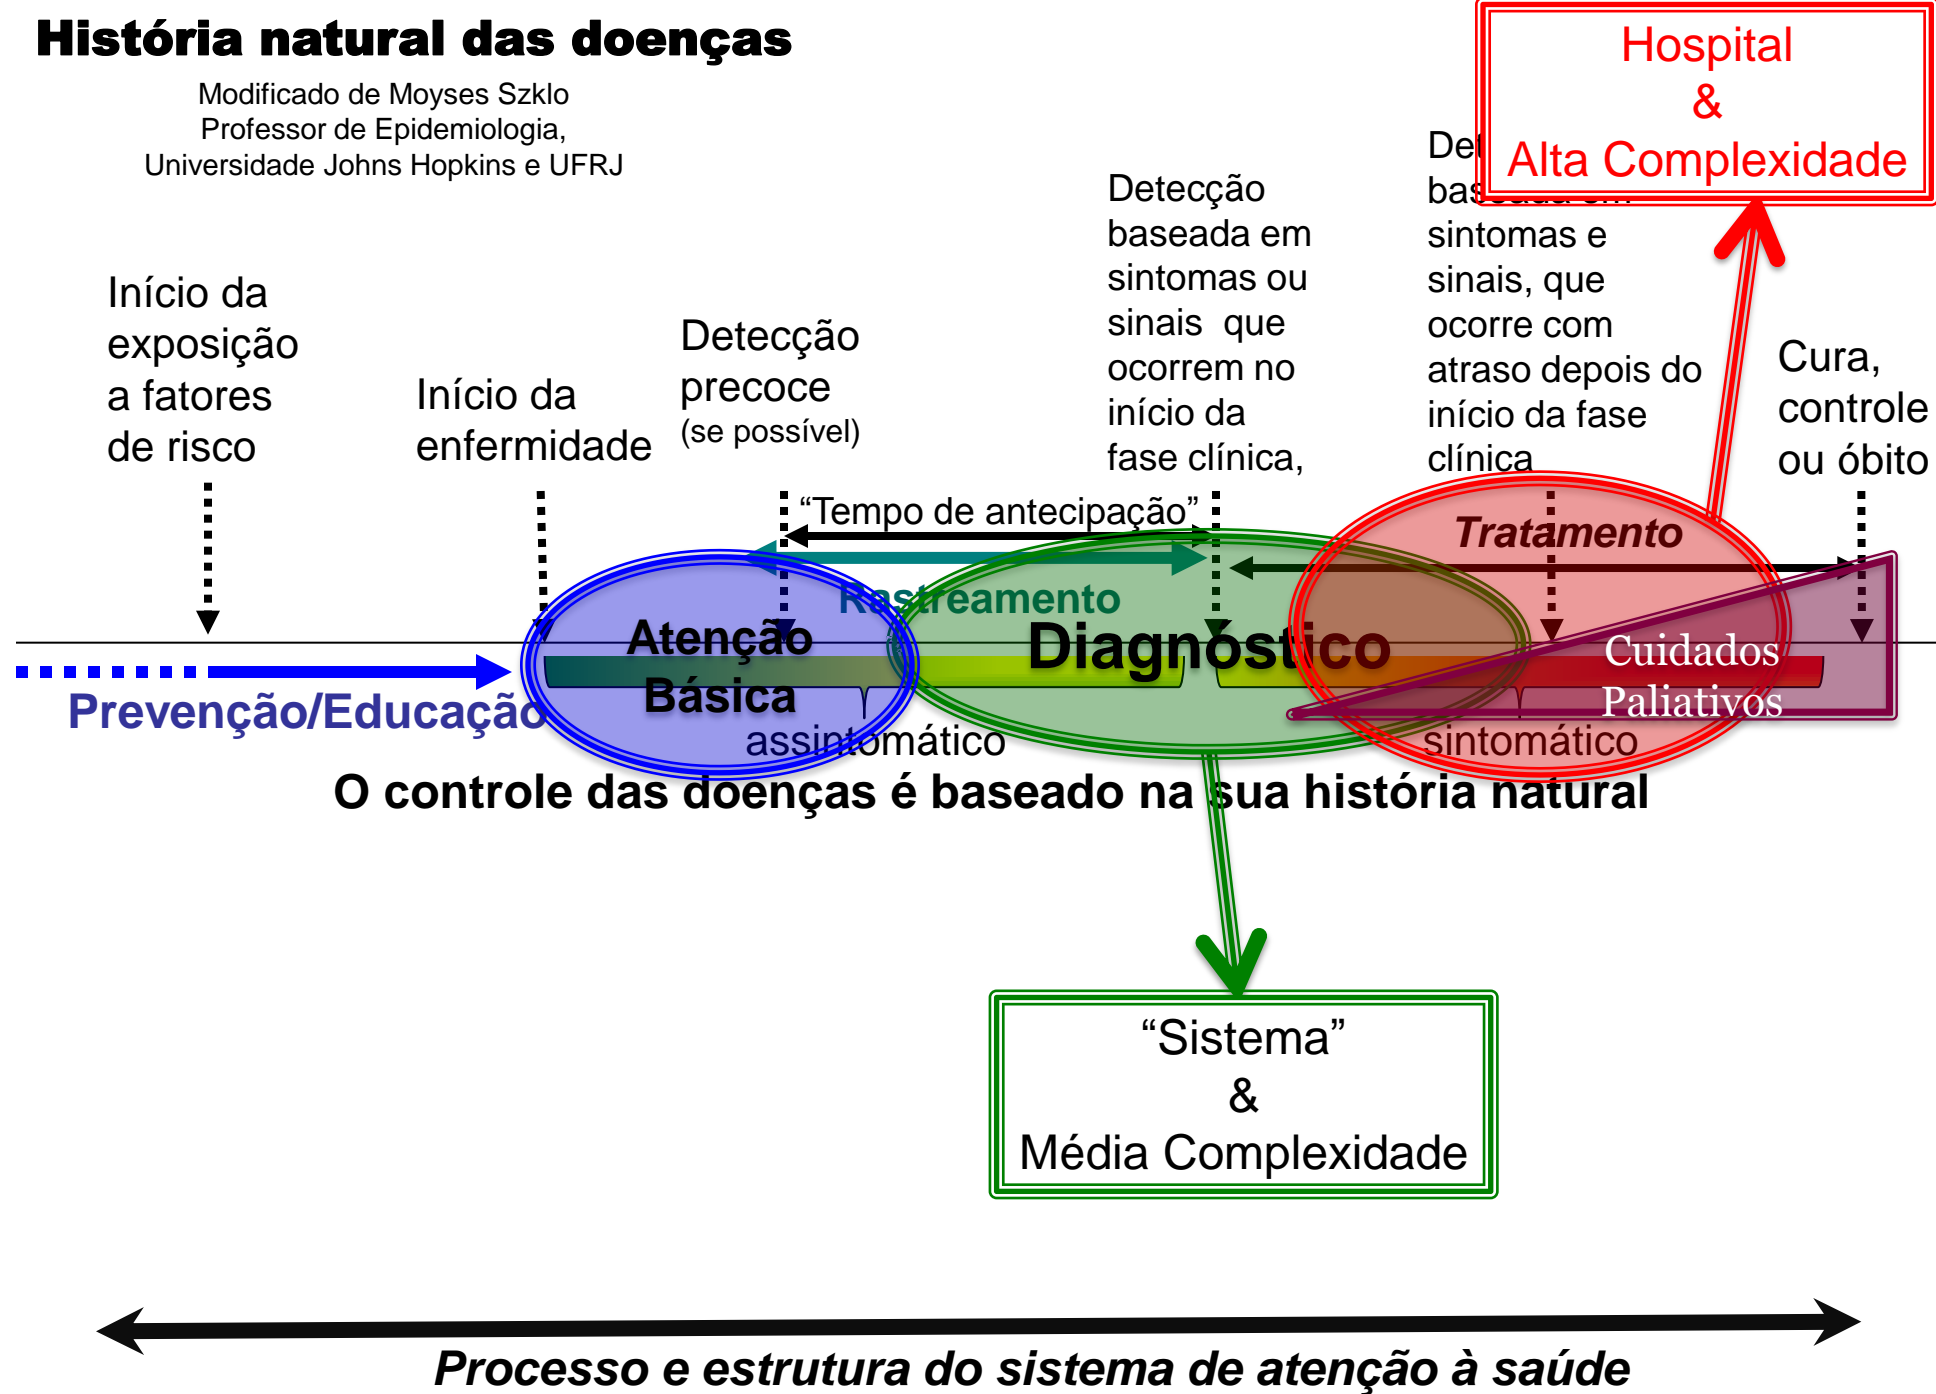 História natural das doenças
Modificado de Moyses Szklo
Professor de Epidemiologia,
Universidade Johns Hopkins e UFRJ
Hospital
&
Alta Complexidade
Início da
exposição
a fatores
de risco
Início da
enfermidade
Detecção
precoce
(se possível)
Detecção
baseada em
sintomas ou
sinais que
ocorrem no
início da
fase clínica,
baseada em
sintomas e
sinais, que
ocorre com
atraso depois do
início da fase
clínica
Cura,
controle
ou óbito
“Tempo de antecipação”
Rastreamento
Tratamento
Atenção
Básica
Diagnóstico
Cuidados
Paliativos
Prevenção/Educação
assintomático
sintomático
O controle das doenças é baseado na sua história natural
“Sistema”
&
Média Complexidade
Processo e estrutura do sistema de atenção à saúde